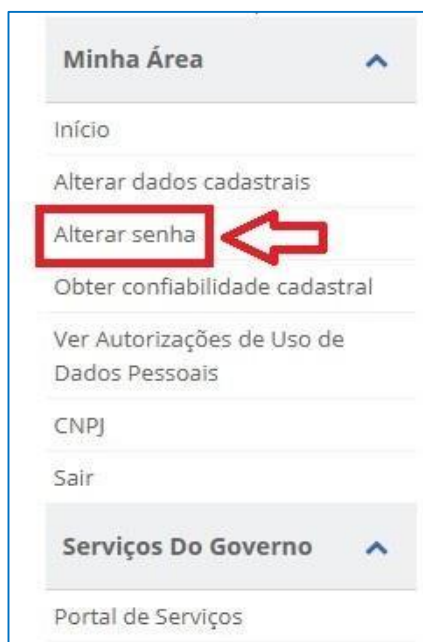 Minha Área
Início
Alterar dados cadastrais
Alterar senha
Obter confiabilidade cadastral
Ver Autorizações de Uso de
Dados Pessoais
CNPJ
Sair
Serviços Do Governo
Portal de Serviços